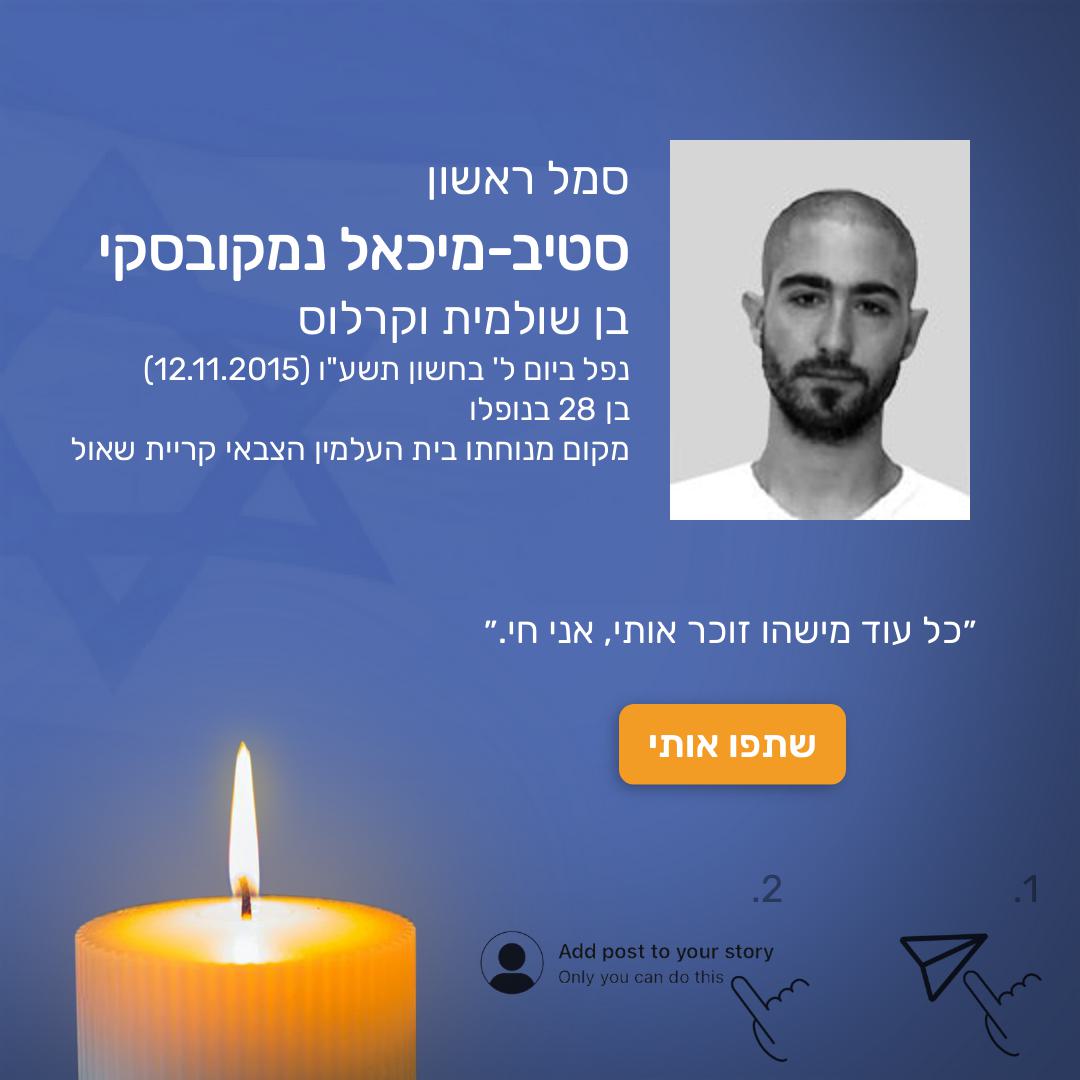 סמל ראשון
סטיב-מיכאל נמקובסקי
בן שולמית וקרלוס
נפל ביום ל' בחשוון תשע"ו (12.11.2015)
בן 28 בנופלו
מקום מנוחתו בית העלמין הצבאי קריית שאול
״כל עוד מישהו זוכר אותי, אני חי.״
שתפו אותי
1.
2.
Add post to your story
Only you can do this